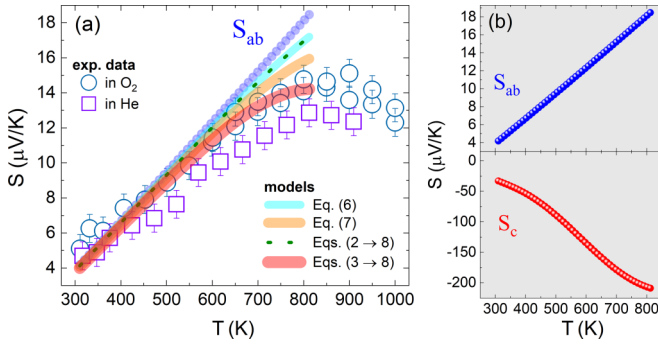 (a)
S_ab
exp. data
in O₂
in He
models
Eq. (6)
Eq. (7)
Eqs. (2 → 8)
Eqs. (3 → 8)
S (μV/K)
18
16
14
12
10
8
6
4
300 400 500 600 700 800 900 1000
T (K)
(b)
S_ab
S_c
S (μV/K)
18
16
14
12
10
8
6
4
0
-50
-100
-150
-200
300 400 500 600 700 800
T (K)